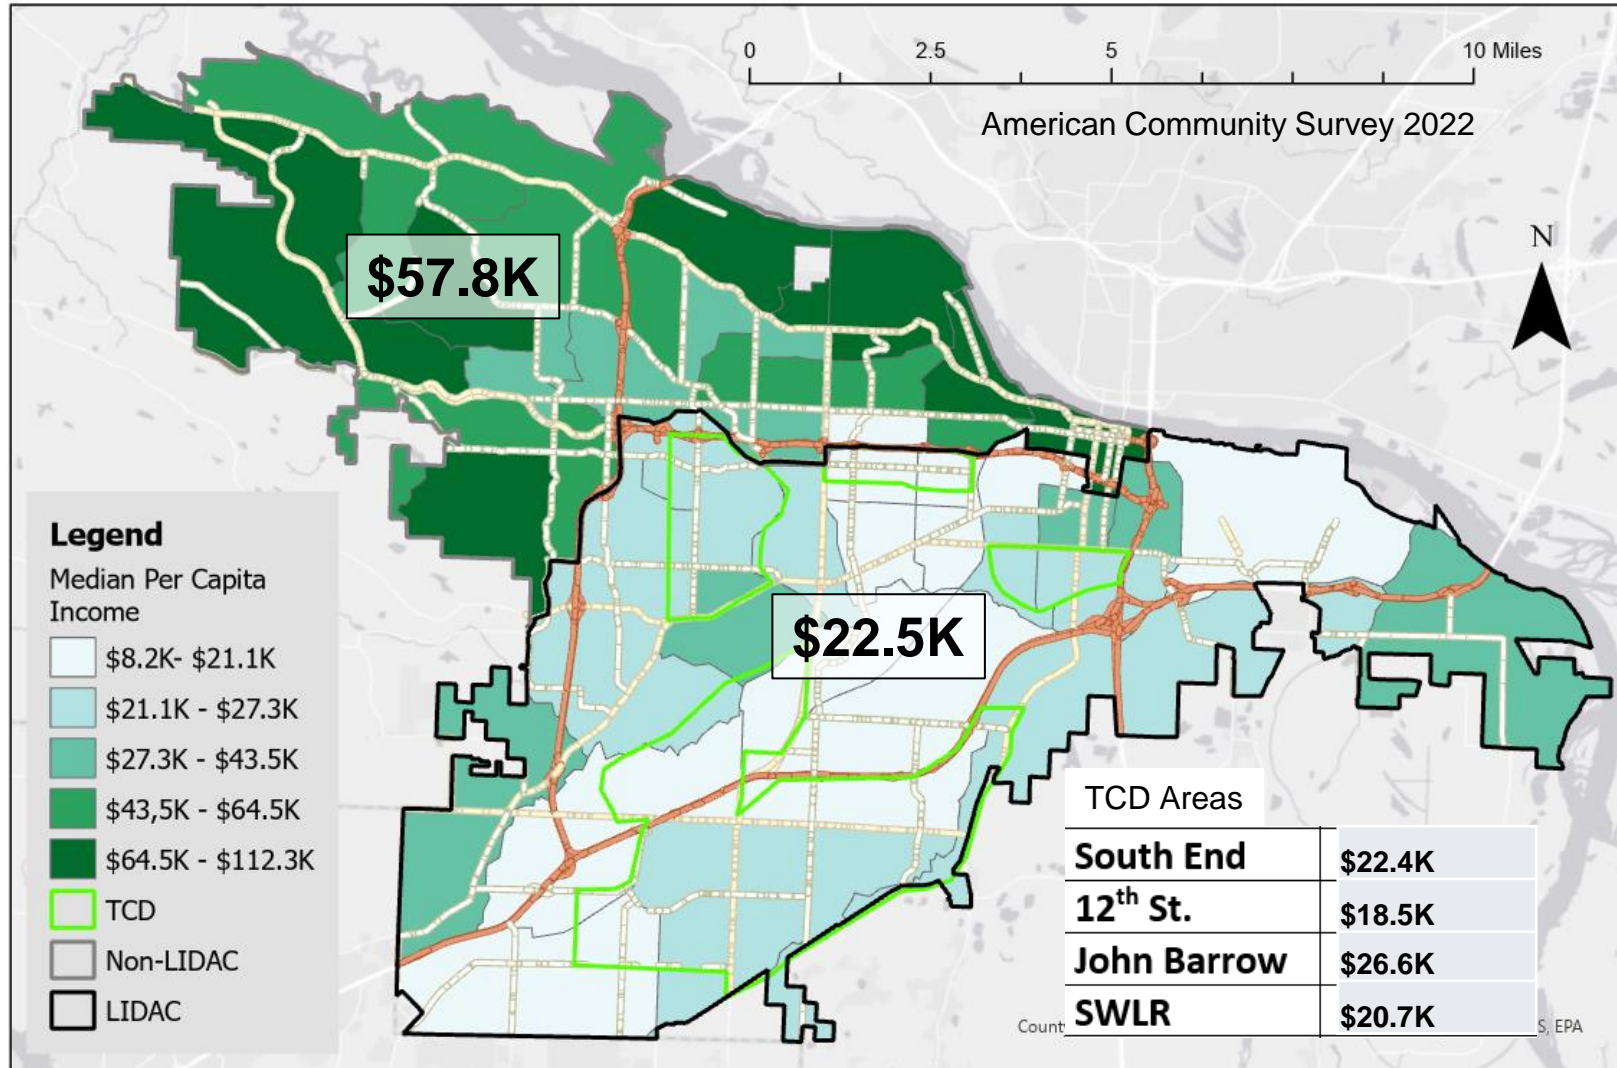 0 2.5 5 10 Miles
American Community Survey 2022
N
$57.8K
$22.5K
Legend
Median Per Capita
Income
$8.2K- $21.1K
$21.1K - $27.3K
$27.3K - $43.5K
$43,5K - $64.5K
$64.5K - $112.3K
TCD
Non-LIDAC
LIDAC
TCD Areas
South End $22.4K
12th St. $18.5K
John Barrow $26.6K
SWLR $20.7K
EPA